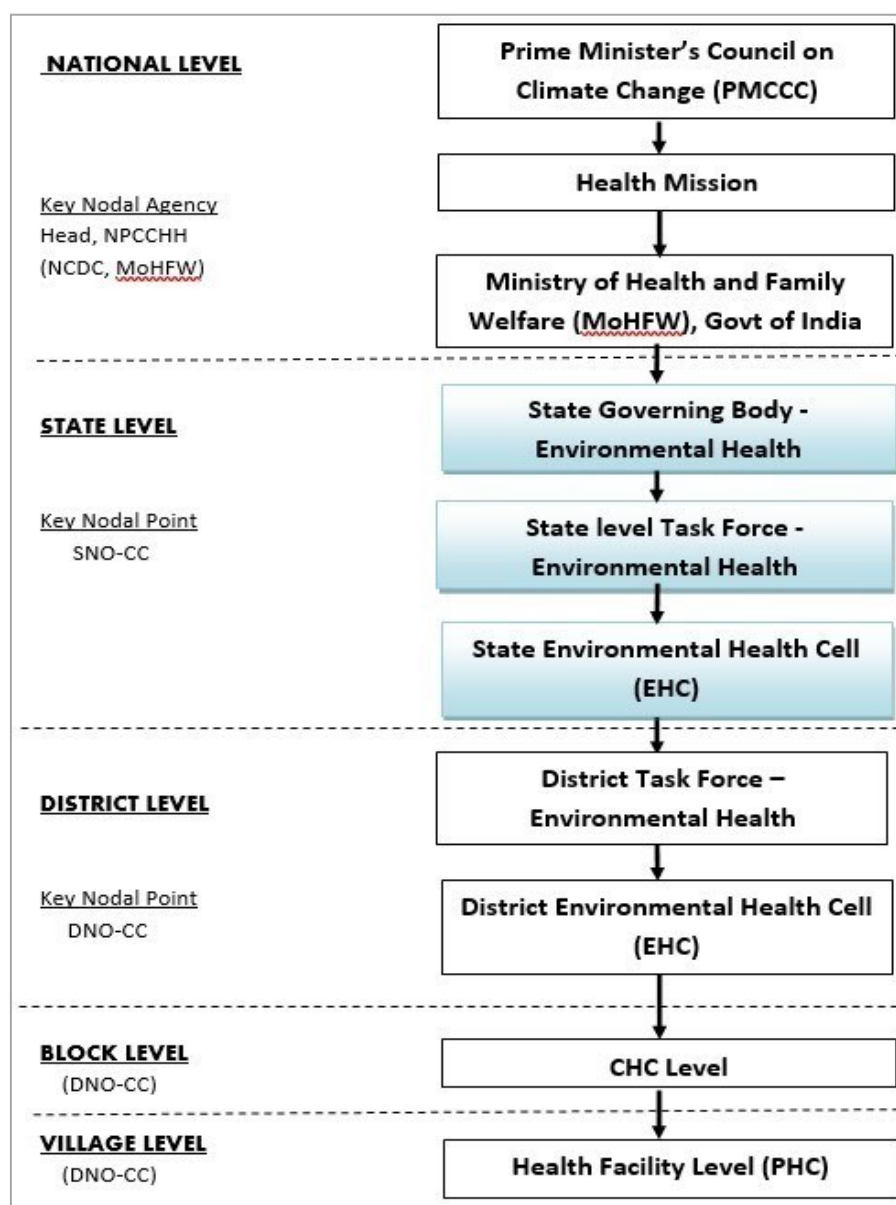 NATIONAL LEVEL
Prime Minister’s Council on
Climate Change (PMCCC)
Health Mission
Key Nodal Agency
Head, NPCCHH
(NCDC, MoHFW)
Ministry of Health and Family
Welfare (MoHFW), Govt of India
STATE LEVEL
State Governing Body -
Environmental Health
Key Nodal Point
SNO-CC
State level Task Force -
Environmental Health
State Environmental Health Cell
(EHC)
DISTRICT LEVEL
District Task Force –
Environmental Health
Key Nodal Point
DNO-CC
District Environmental Health Cell
(EHC)
BLOCK LEVEL
(DNO-CC)
CHC Level
VILLAGE LEVEL
(DNO-CC)
Health Facility Level (PHC)